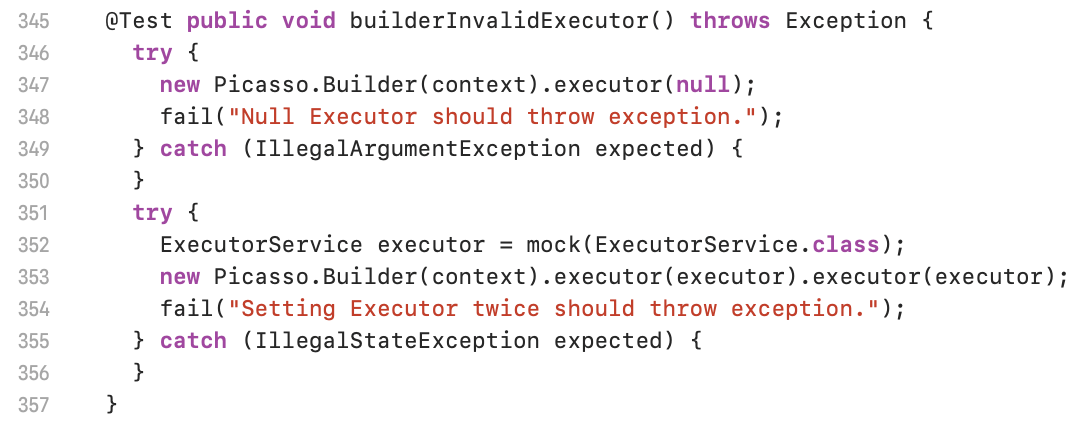 345    @Test public void builderInvalidExecutor() throws Exception {
346      try {
347        new Picasso.Builder(context).executor(null);
348        fail("Null Executor should throw exception.");
349      } catch (IllegalArgumentException expected) {
350      }
351      try {
352        ExecutorService executor = mock(ExecutorService.class);
353        new Picasso.Builder(context).executor(executor).executor(executor);
354        fail("Setting Executor twice should throw exception.");
355      } catch (IllegalStateException expected) {
356      }
357    }